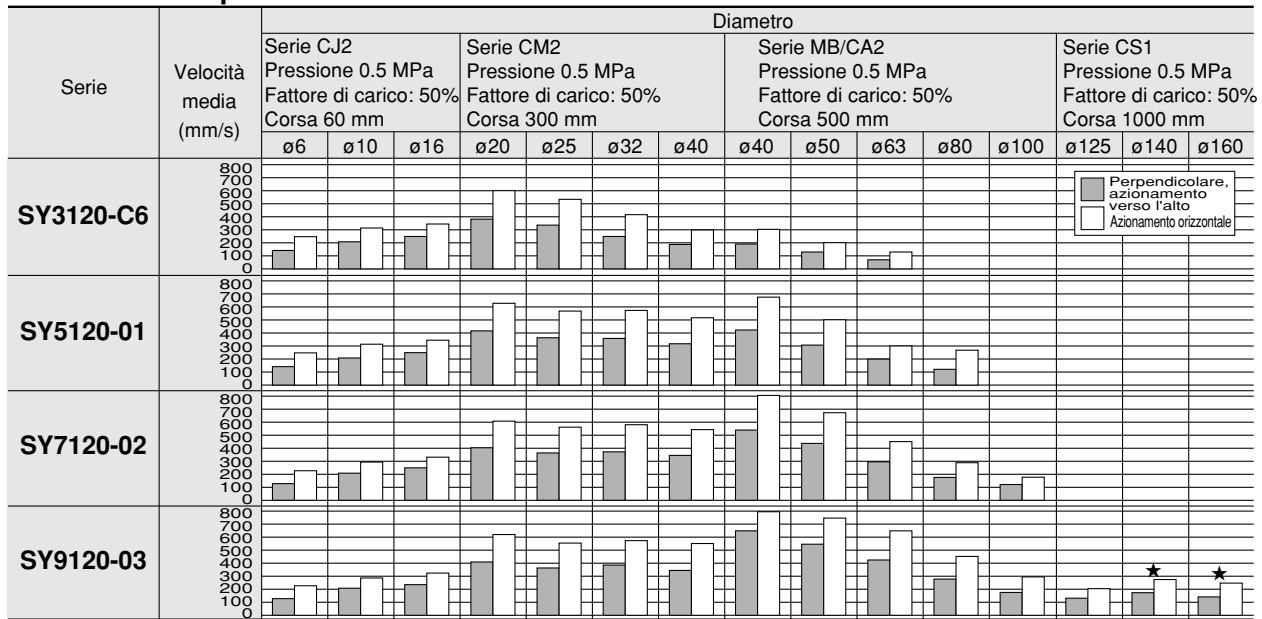 Diametro
Serie
Velocità
media
(mm/s)
Serie CJ2
Pressione 0.5 MPa
Fattore di carico: 50%
Corsa 60 mm
Serie CM2
Pressione 0.5 MPa
Fattore di carico: 50%
Corsa 300 mm
Serie MB/CA2
Pressione 0.5 MPa
Fattore di carico: 50%
Corsa 500 mm
Serie CS1
Pressione 0.5 MPa
Fattore di carico: 50%
Corsa 1000 mm
ø6 ø10 ø16 ø20 ø25 ø32 ø40 ø40 ø50 ø63 ø80 ø100 ø125 ø140 ø160
SY3120-C6
800
700
600
500
400
300
200
100
0
Perpendicolare,
azionamento
verso l'alto
Azionamento orizzontale
SY5120-01
800
700
600
500
400
300
200
100
0
SY7120-02
800
700
600
500
400
300
200
100
0
SY9120-03
800
700
600
500
400
300
200
100
0
★ ★